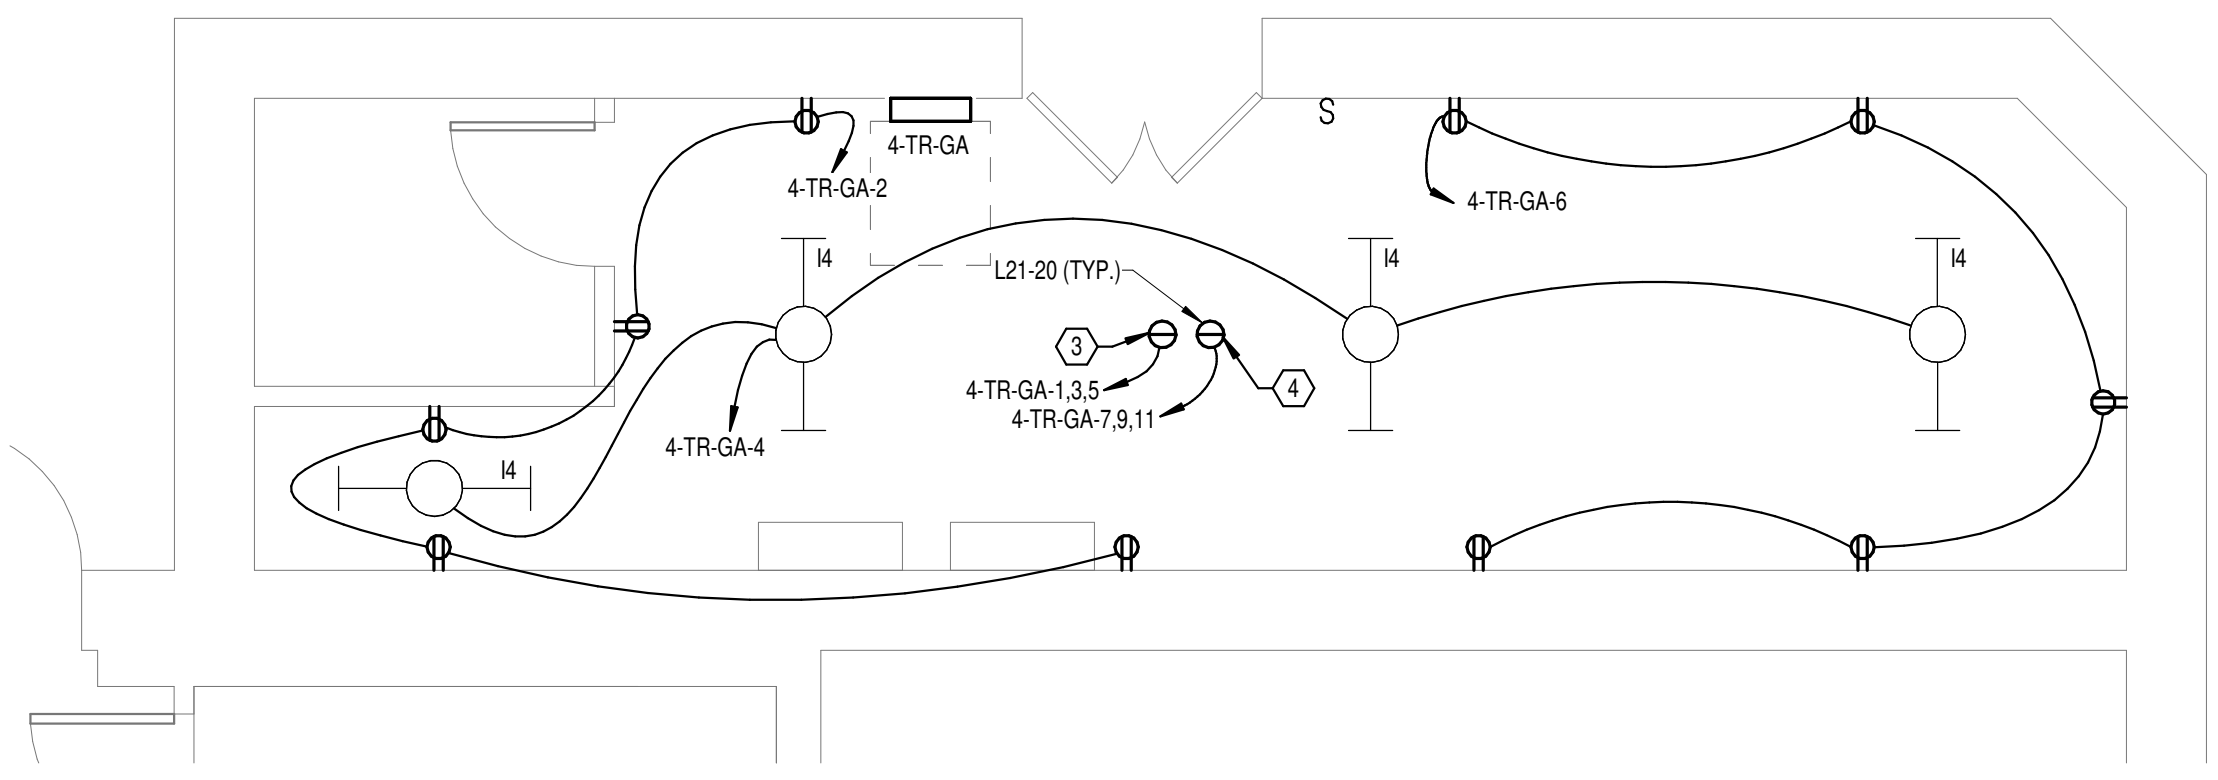 S
4-TR-GA
4-TR-GA-2
4-TR-GA-6
I4
I4
I4
L21-20 (TYP.)
3
4
4-TR-GA-1,3,5
4-TR-GA-7,9,11
4-TR-GA-4
I4